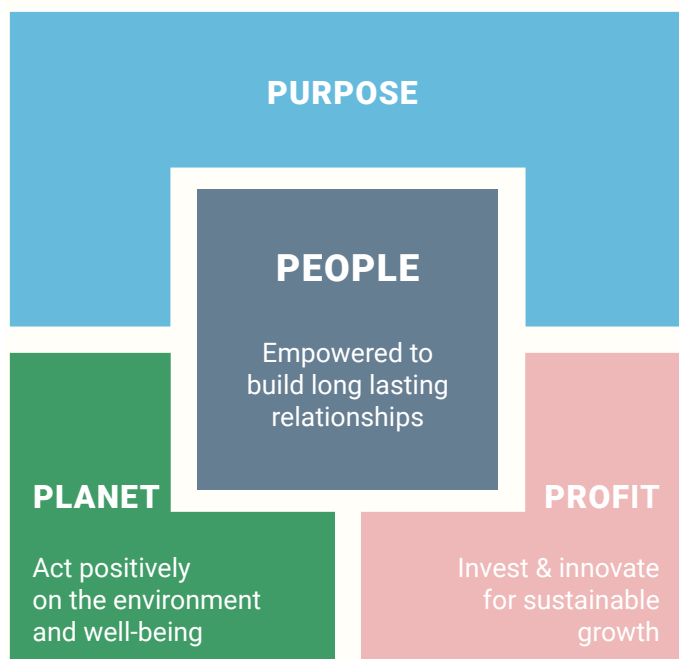 PURPOSE
PEOPLE
Empowered to
build long lasting
relationships
PLANET
Act positively
on the environment
and well-being
PROFIT
Invest & innovate
for sustainable
growth